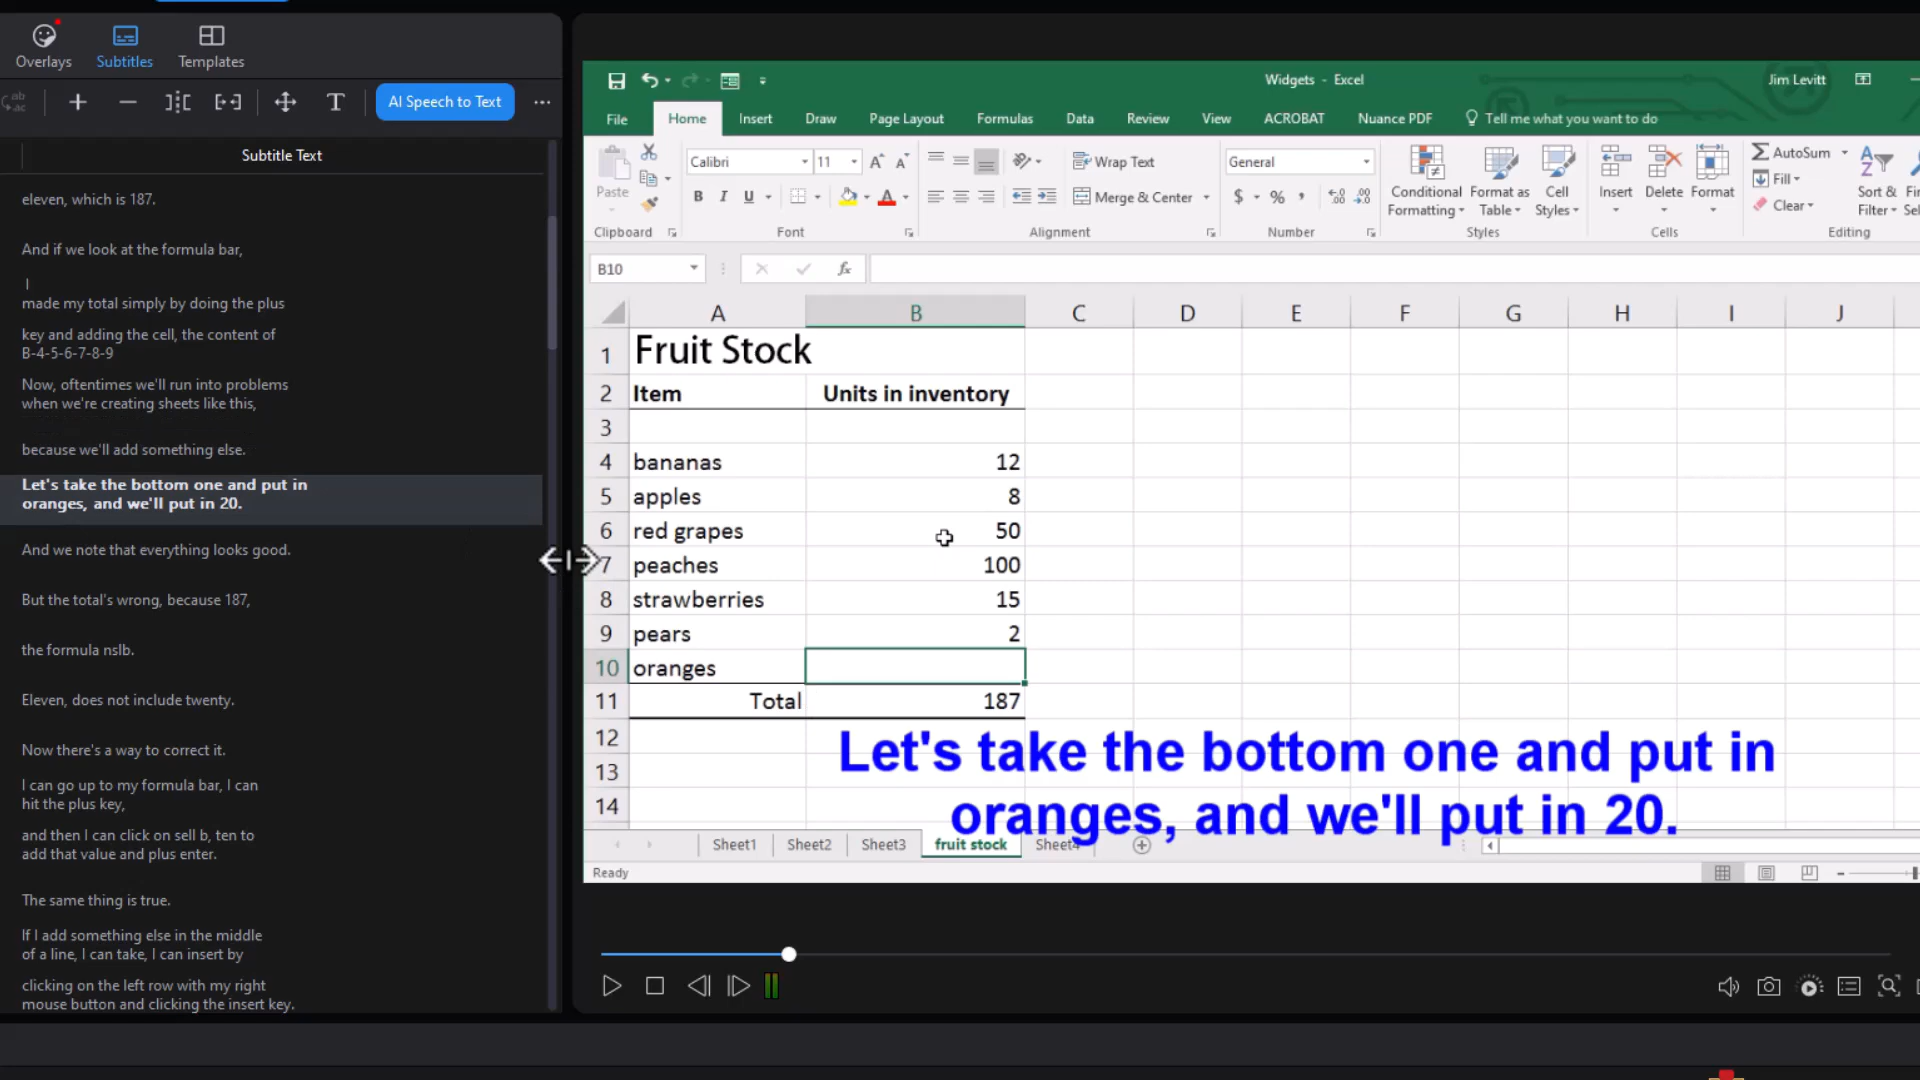 Overlays
Subtitles
Templates
AI Speech to Text
Subtitle Text
eleven, which is 187.
And if we look at the formula bar,
I
made my total simply by doing the plus
key and adding the cell, the content of
B-4-5-6-7-8-9
Now, oftentimes we'll run into problems
when we're creating sheets like this,
because we'll add something else.
Let's take the bottom one and put in
oranges, and we'll put in 20.
And we note that everything looks good.
But the total's wrong, because 187,
the formula nslb.
Eleven, does not include twenty.
Now there's a way to correct it.
I can go up to my formula bar, I can
hit the plus key,
and then I can click on sell b, ten to
add that value and plus enter.
The same thing is true.
If I add something else in the middle
of a line, I can take, I can insert by
clicking on the left row with my right
mouse button and clicking the insert key.
Widgets - Excel
Jim Levitt
File Home Insert Draw Page Layout Formulas Data Review View ACROBAT Nuance PDF Tell me what you want to do
Paste
Clipboard
Calibri 11
B I U
Font
Wrap Text
Merge & Center
Alignment
General
$ % ,
Number
Conditional Formatting
Format as Table
Cell Styles
Styles
Insert Delete Format
Cells
AutoSum
Fill
Clear
Sort & Filter
Editing
B10 fx
A B C D E F G H I J
1 Fruit Stock
2 Item Units in inventory
3
4 bananas 12
5 apples 8
6 red grapes 50
7 peaches 100
8 strawberries 15
9 pears 2
10 oranges
11 Total 187
12
13
14
Let's take the bottom one and put in
oranges, and we'll put in 20.
Sheet1 Sheet2 Sheet3 fruit stock Sheet4
Ready